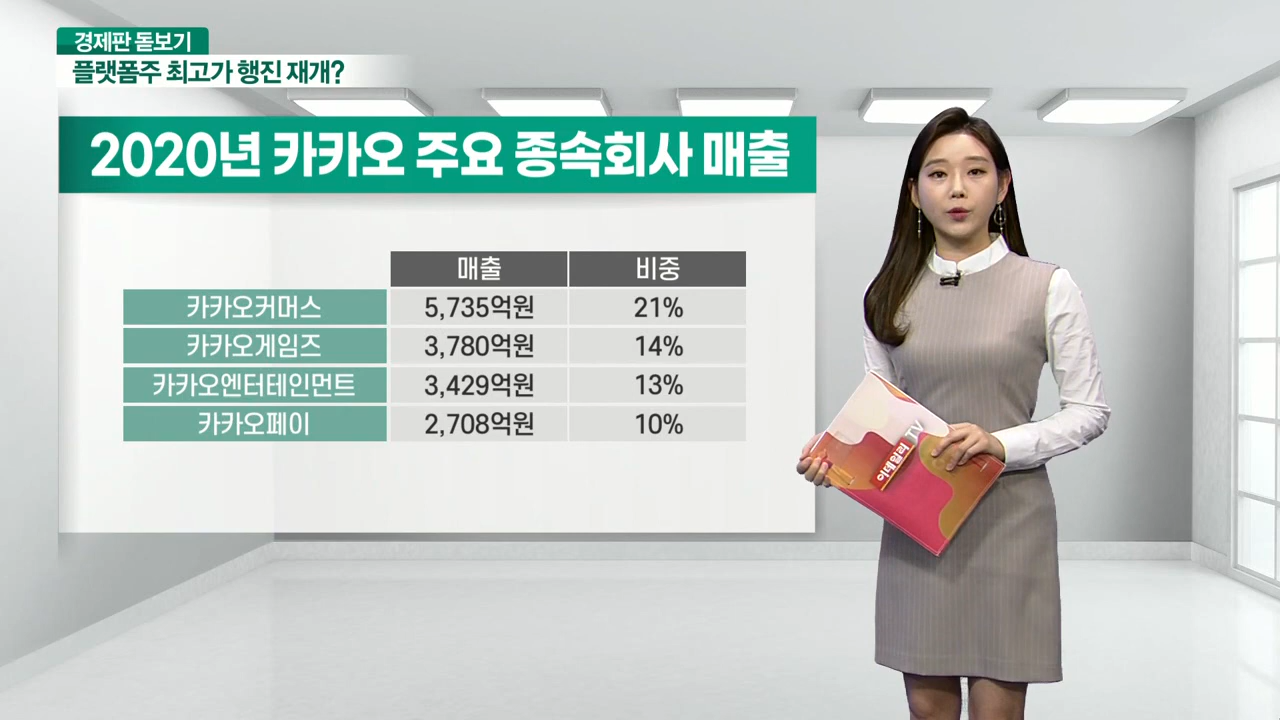 경제판 돋보기
플랫폼주 최고가 행진 재개?
2020년 카카오 주요 종속회사 매출
매출 비중
카카오커머스 5,735억원 21%
카카오게임즈 3,780억원 14%
카카오엔터테인먼트 3,429억원 13%
카카오페이 2,708억원 10%
이데일리 TV